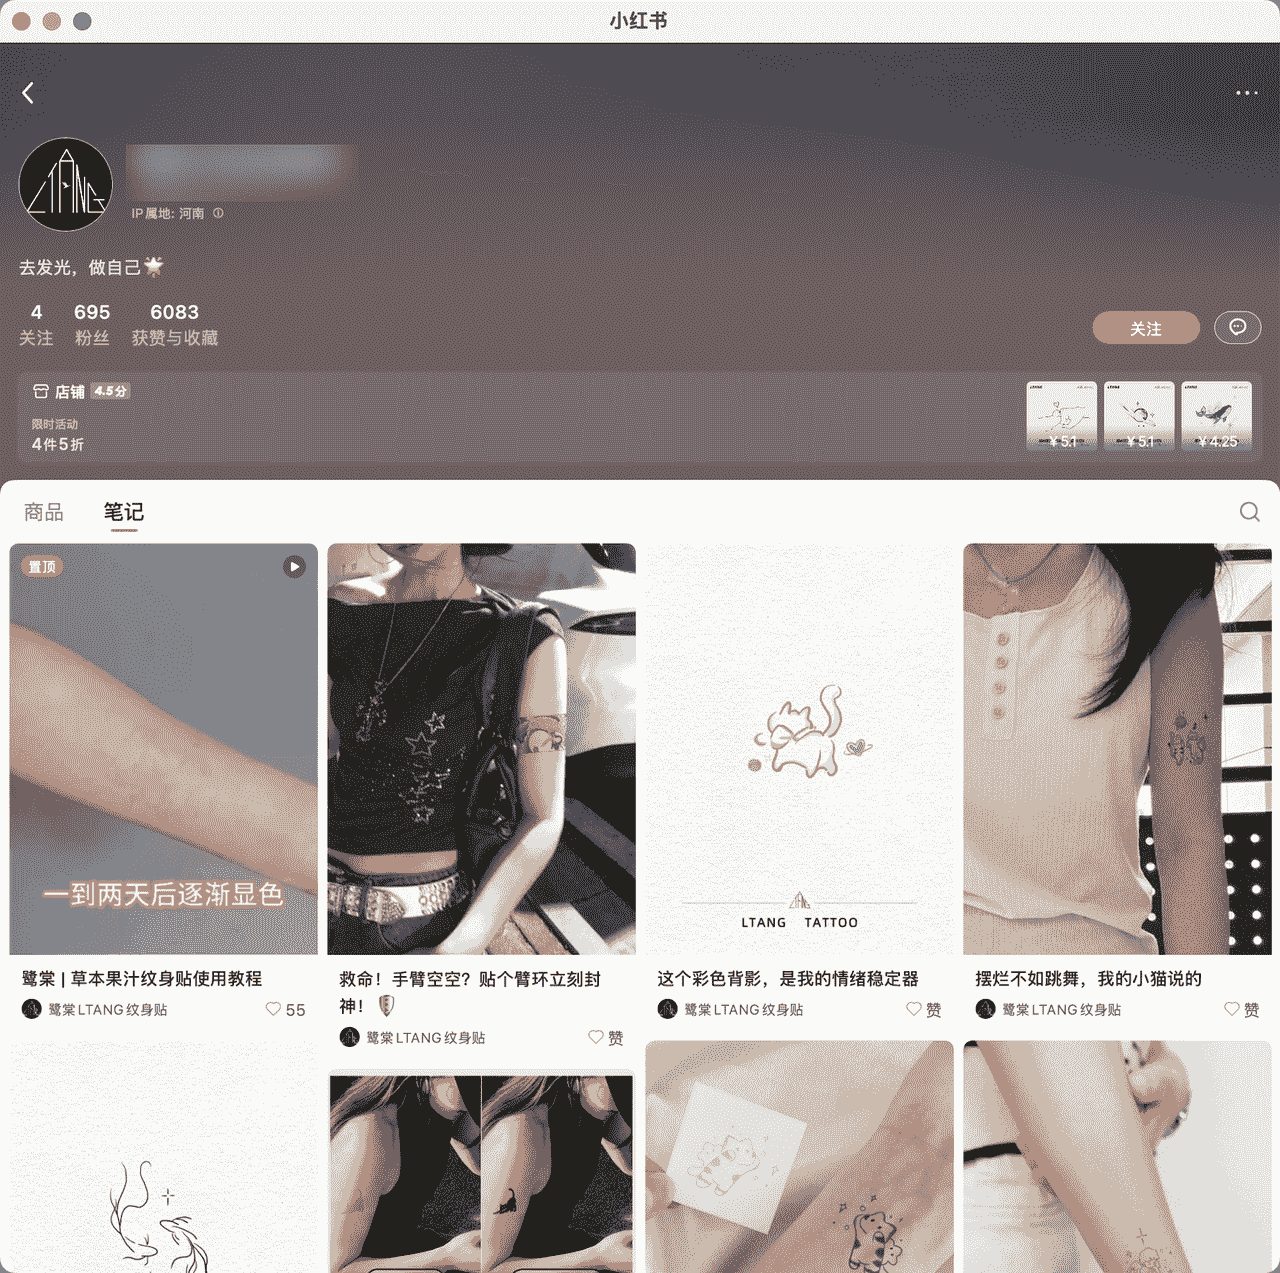 小红书
LTANG
IP属地: 河南
去发光，做自己
4 695 6083
关注 粉丝 获赞与收藏
关注
店铺 4.5分
限时活动
4件5折
¥5.1 ¥5.1 ¥4.25
商品 笔记
置顶
一到两天后逐渐显色
鹭棠 | 草本果汁纹身贴使用教程
鹭棠LTANG纹身贴 55
救命！手臂空空？贴个臂环立刻封
神！
鹭棠LTANG纹身贴 赞
LTANG TATTOO
这个彩色背影，是我的情绪稳定器
鹭棠LTANG纹身贴 赞
摆烂不如跳舞，我的小猫说的
鹭棠LTANG纹身贴 赞